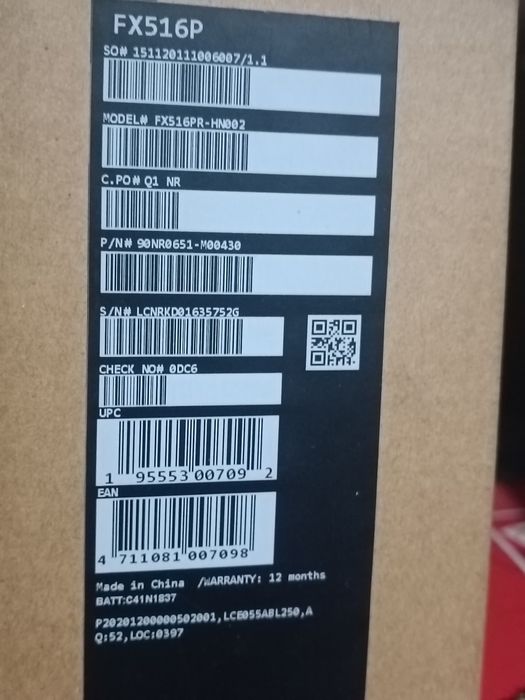 FX516P
SO# 151120111006007/1.1
MODEL# FX516PR-HN002
C.PO# Q1 NR
P/N# 90NR0651-M00430
S/N# LCNRKD01635752G
CHECK NO# 0DC6
UPC
1 95553 00709 2
EAN
4 711081 007098
Made in China /WARRANTY: 12 months
BATT:C41N1837
P20201200000502001,LCE055ABL250,A
Q:52,LOC:0397